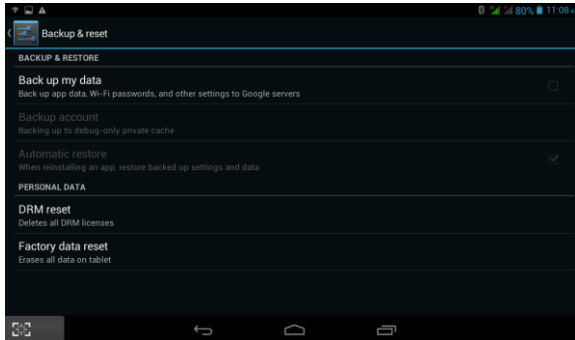 80% 11:08
Backup & reset
BACKUP & RESTORE
Back up my data
Back up app data, Wi-Fi passwords, and other settings to Google servers
Backup account
Backing up to debug-only private cache
Automatic restore
When reinstalling an app, restore backed up settings and data
PERSONAL DATA
DRM reset
Deletes all DRM licenses
Factory data reset
Erases all data on tablet